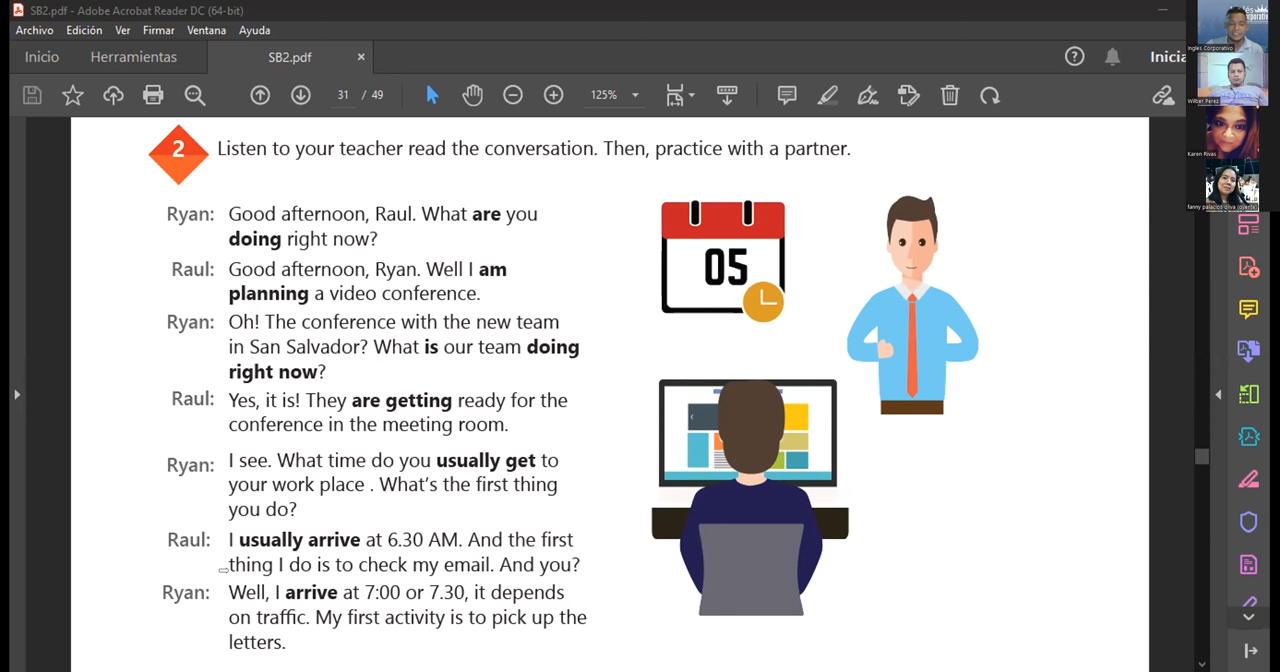 SB2.pdf - Adobe Acrobat Reader DC (64-bit)
Archivo Edición Ver Firmar Ventana Ayuda
Inicio Herramientas SB2.pdf × Inicia
31 / 49 125%
2 Listen to your teacher read the conversation. Then, practice with a partner.
Ryan: Good afternoon, Raul. What are you
doing right now?
Raul: Good afternoon, Ryan. Well I am
planning a video conference.
Ryan: Oh! The conference with the new team
in San Salvador? What is our team doing
right now?
Raul: Yes, it is! They are getting ready for the
conference in the meeting room.
Ryan: I see. What time do you usually get to
your work place . What's the first thing
you do?
Raul: I usually arrive at 6.30 AM. And the first
thing I do is to check my email. And you?
Ryan: Well, I arrive at 7:00 or 7.30, it depends
on traffic. My first activity is to pick up the
letters.
05
Ingles Corporativo
Wilber Perez
Karen Rivas